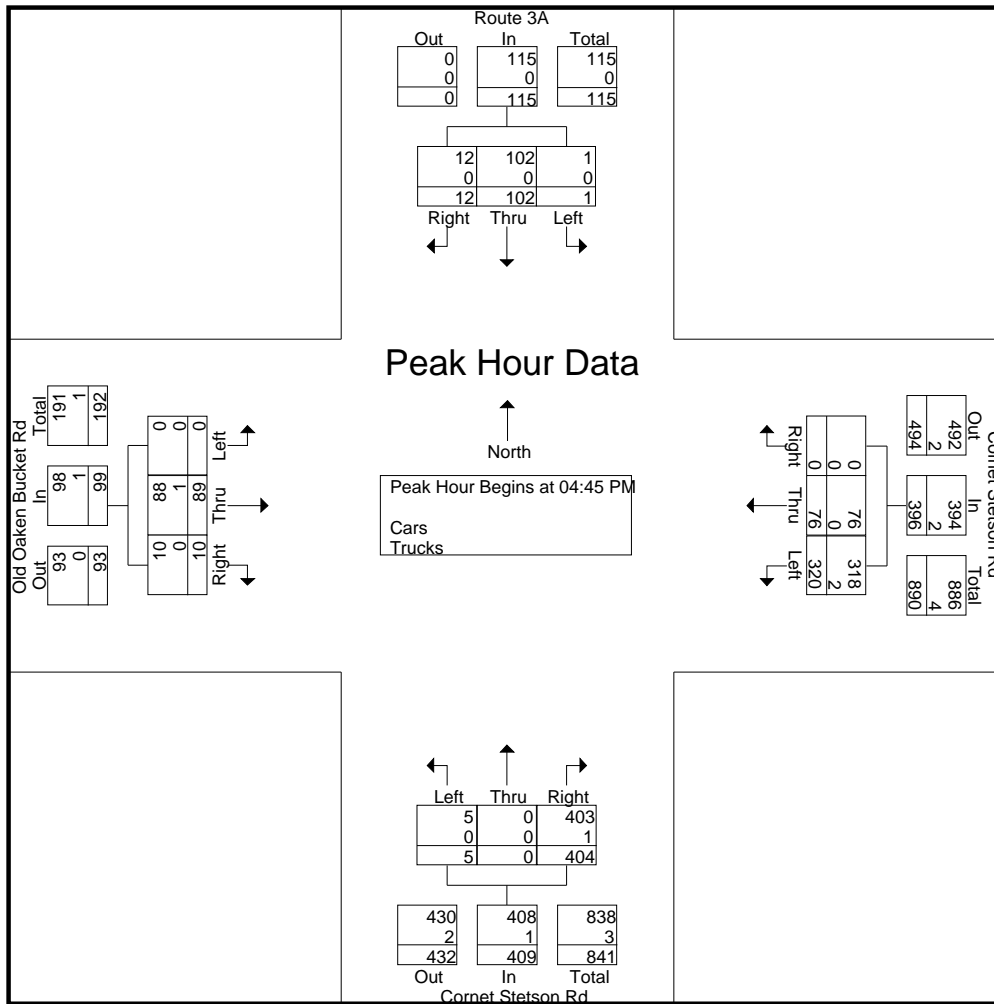 Route 3A
Out In Total
0 115 115
0 0 0
0 115 115
12 102 1
0 0 0
12 102 1
Right Thru Left
Peak Hour Data
North
Peak Hour Begins at 04:45 PM
Cars
Trucks
Old Oaken Bucket Rd
Out In Total
93 98 191
0 1 1
93 99 192
Right Thru Left
10 88 0
0 1 0
10 89 0
Cornet Stetson Rd
Out In Total
492 394 886
2 2 4
494 396 890
0 76 318
0 0 2
0 76 320
Right Thru Left
Left Thru Right
5 0 403
0 0 1
5 0 404
430 408 838
2 1 3
432 409 841
Out In Total
Cornet Stetson Rd